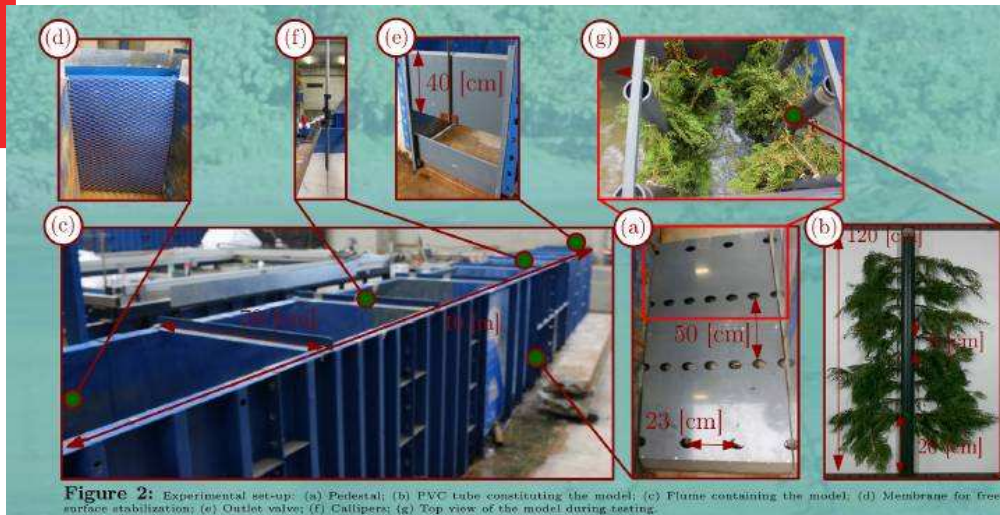 (d)
(f)
(e)
(g)
40 [cm]
(c)
(a)
(b)
120 [cm]
10 [m]
50 [cm]
23 [cm]
20 [cm]
Figure 2: Experimental set-up: (a) Pedestal; (b) PVC tube constituting the model; (c) Flume containing the model; (d) Membrane for free
surface stabilization; (e) Outlet valve; (f) Callipers; (g) Top view of the model during testing.